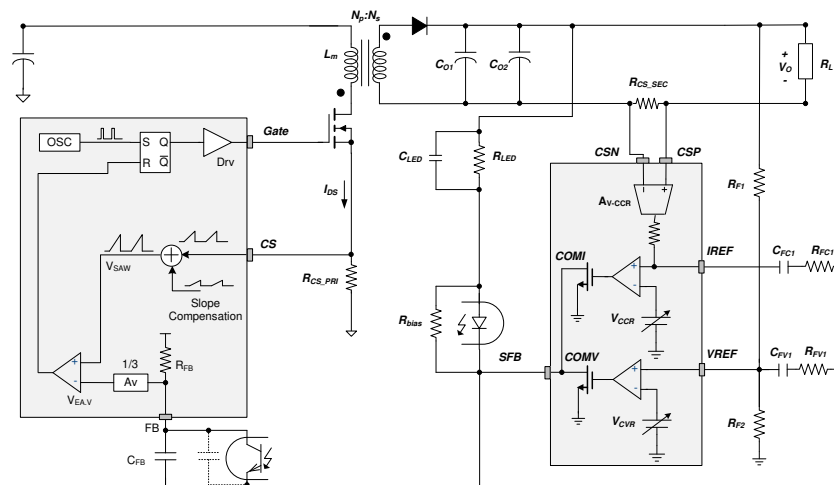 Np:Ns
Lm
CO1
CO2
RCS_SEC
+
VO
-
RL
OSC
S Q
R Q̅
Drv
Gate
CLED
RLED
CSN CSP
AV-CCR
RF1
IDS
CS
COMI
IREF
CFC1
RFC1
VSAW
Slope
Compensation
RCS_PRI
VCCR
Rbias
SFB
COMV
VREF
CFV1
RFV1
1/3
Av
RFB
VEA.V
VCVR
RF2
FB
CFB